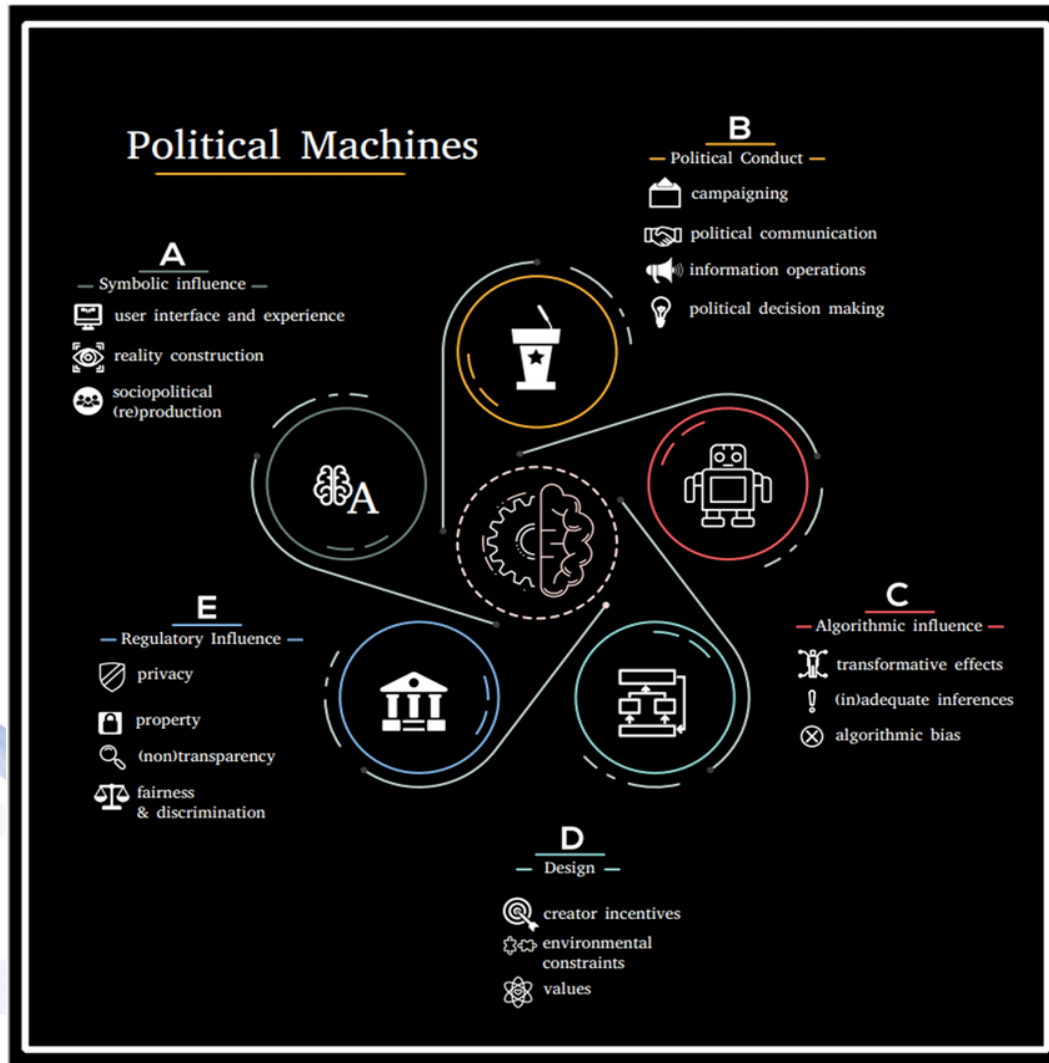 Political Machines
A
Symbolic influence
user interface and experience
reality construction
sociopolitical
(re)production
B
Political Conduct
campaigning
political communication
information operations
political decision making
A
C
Algorithmic influence
transformative effects
(in)adequate inferences
algorithmic bias
D
Design
creator incentives
environmental
constraints
values
E
Regulatory Influence
privacy
property
(non)transparency
fairness
& discrimination